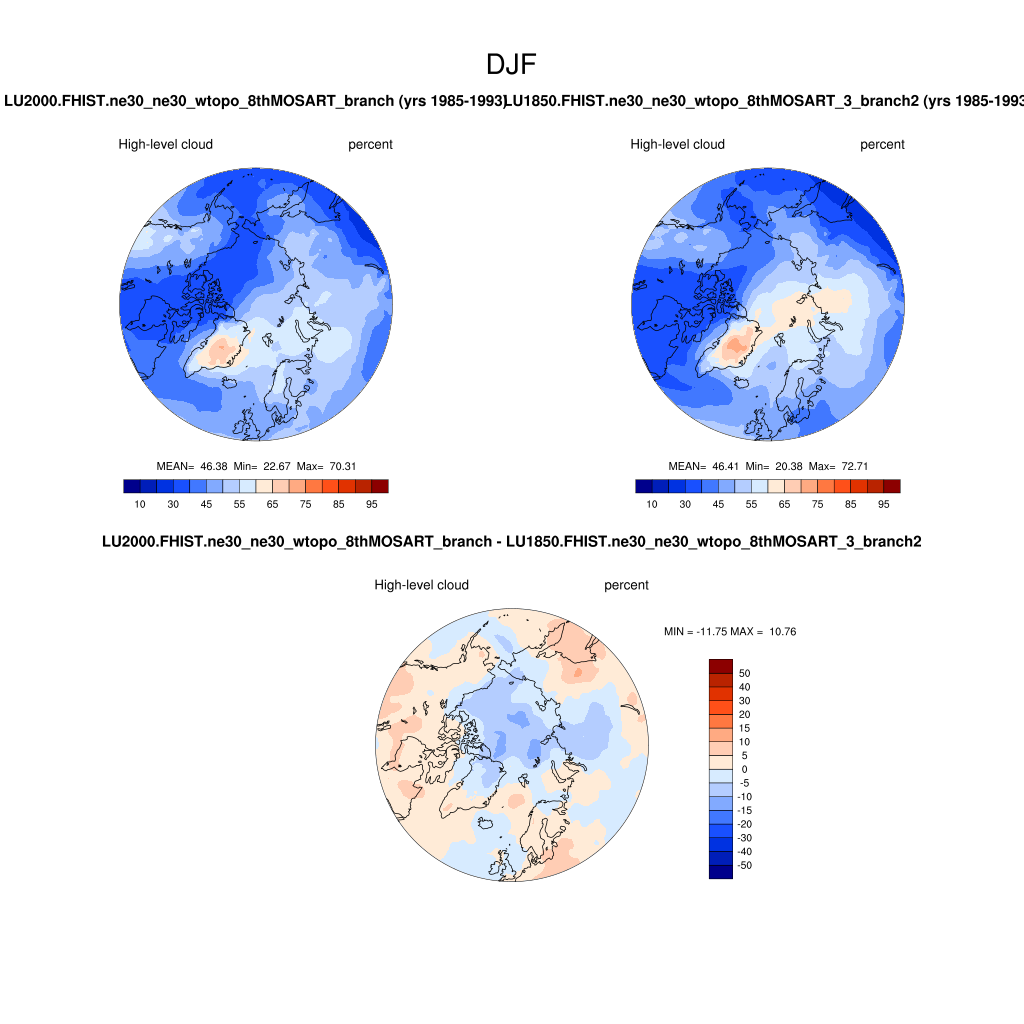 DJF
LU2000.FHIST.ne30_ne30_wtopo_8thMOSART_branch (yrs 1985-1993)
LU1850.FHIST.ne30_ne30_wtopo_8thMOSART_3_branch2 (yrs 1985-1993
High-level cloud percent
High-level cloud percent
MEAN= 46.38 Min= 22.67 Max= 70.31
MEAN= 46.41 Min= 20.38 Max= 72.71
10 30 45 55 65 75 85 95
10 30 45 55 65 75 85 95
LU2000.FHIST.ne30_ne30_wtopo_8thMOSART_branch - LU1850.FHIST.ne30_ne30_wtopo_8thMOSART_3_branch2
High-level cloud percent
MIN = -11.75 MAX = 10.76
50
40
30
20
15
10
5
0
-5
-10
-15
-20
-30
-40
-50